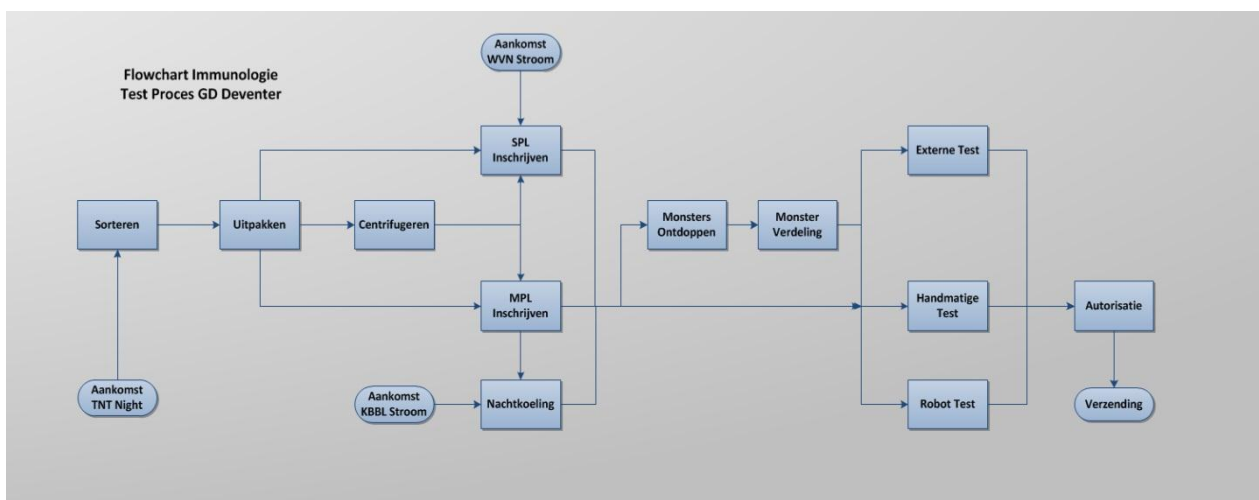 Flowchart Immunologie
Test Proces GD Deventer
Aankomst
WVN Stroom
SPL
Inschrijven
Externe Test
Sorteren
Uitpakken
Centrifugeren
Monsters
Ontdoppen
Monster
Verdeling
MPL
Inschrijven
Handmatige
Test
Autorisatie
Aankomst
TNT Night
Aankomst
KBBL Stroom
Nachtkoeling
Robot Test
Verzending